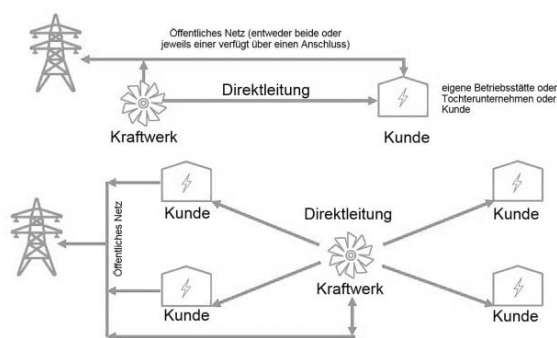 Öffentliches Netz (entweder beide oder
jeweils einer verfügt über einen Anschluss)
Direktleitung
eigene Betriebsstätte oder
Tochterunternehmen oder
Kunde
Kraftwerk
Kunde
Öffentliches Netz
Kunde
Direktleitung
Kunde
Kraftwerk
Kunde
Kunde